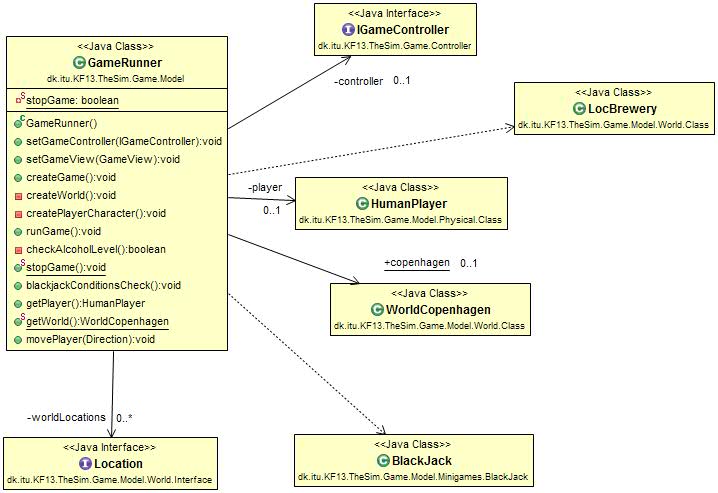 <<Java Class>>
GameRunner
dk.itu.KF13.TheSim.Game.Model
stopGame: boolean
GameRunner()
setGameController(IGameController):void
setGameView(GameView):void
createGame():void
createWorld():void
createPlayerCharacter():void
runGame():void
checkAlcoholLevel():boolean
stopGame():void
blackjackConditionsCheck():void
getPlayer():HumanPlayer
getWorld():WorldCopenhagen
movePlayer(Direction):void
<<Java Interface>>
IGameController
dk.itu.KF13.TheSim.Game.Controller
-controller 0..1
<<Java Class>>
LocBrewery
dk.itu.KF13.TheSim.Game.Model.World.Class
-player
0..1
<<Java Class>>
HumanPlayer
dk.itu.KF13.TheSim.Game.Model.Physical.Class
+copenhagen 0..1
<<Java Class>>
WorldCopenhagen
dk.itu.KF13.TheSim.Game.Model.World.Class
-worldLocations 0..*
<<Java Interface>>
Location
dk.itu.KF13.TheSim.Game.Model.World.Interface
<<Java Class>>
BlackJack
dk.itu.KF13.TheSim.Game.Model.Minigames.BlackJack